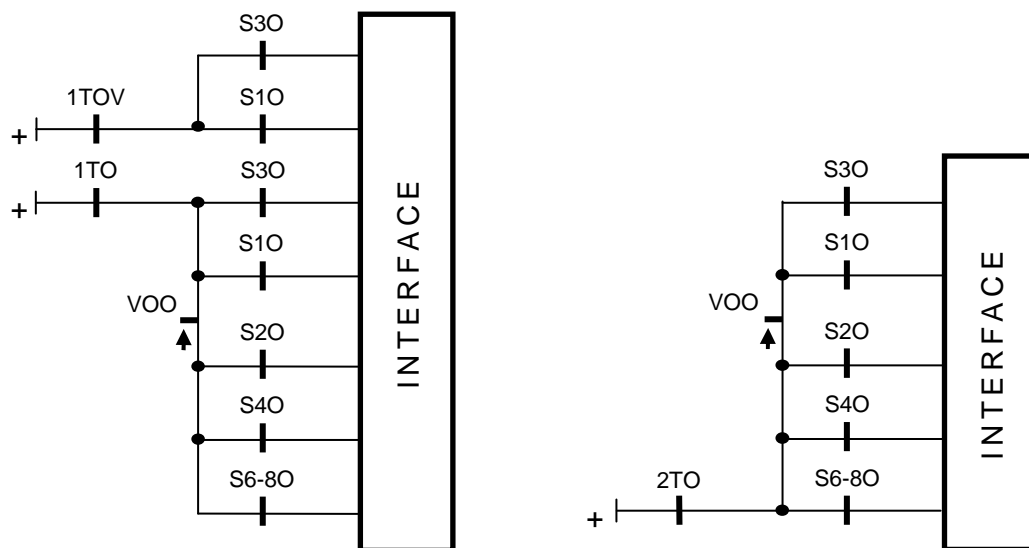 S3O
1TOV
S1O
+
1TO
S3O
+
S1O
VOO
S2O
S4O
S6-8O
INTERFACE
S3O
S1O
VOO
S2O
S4O
2TO
S6-8O
+
INTERFACE